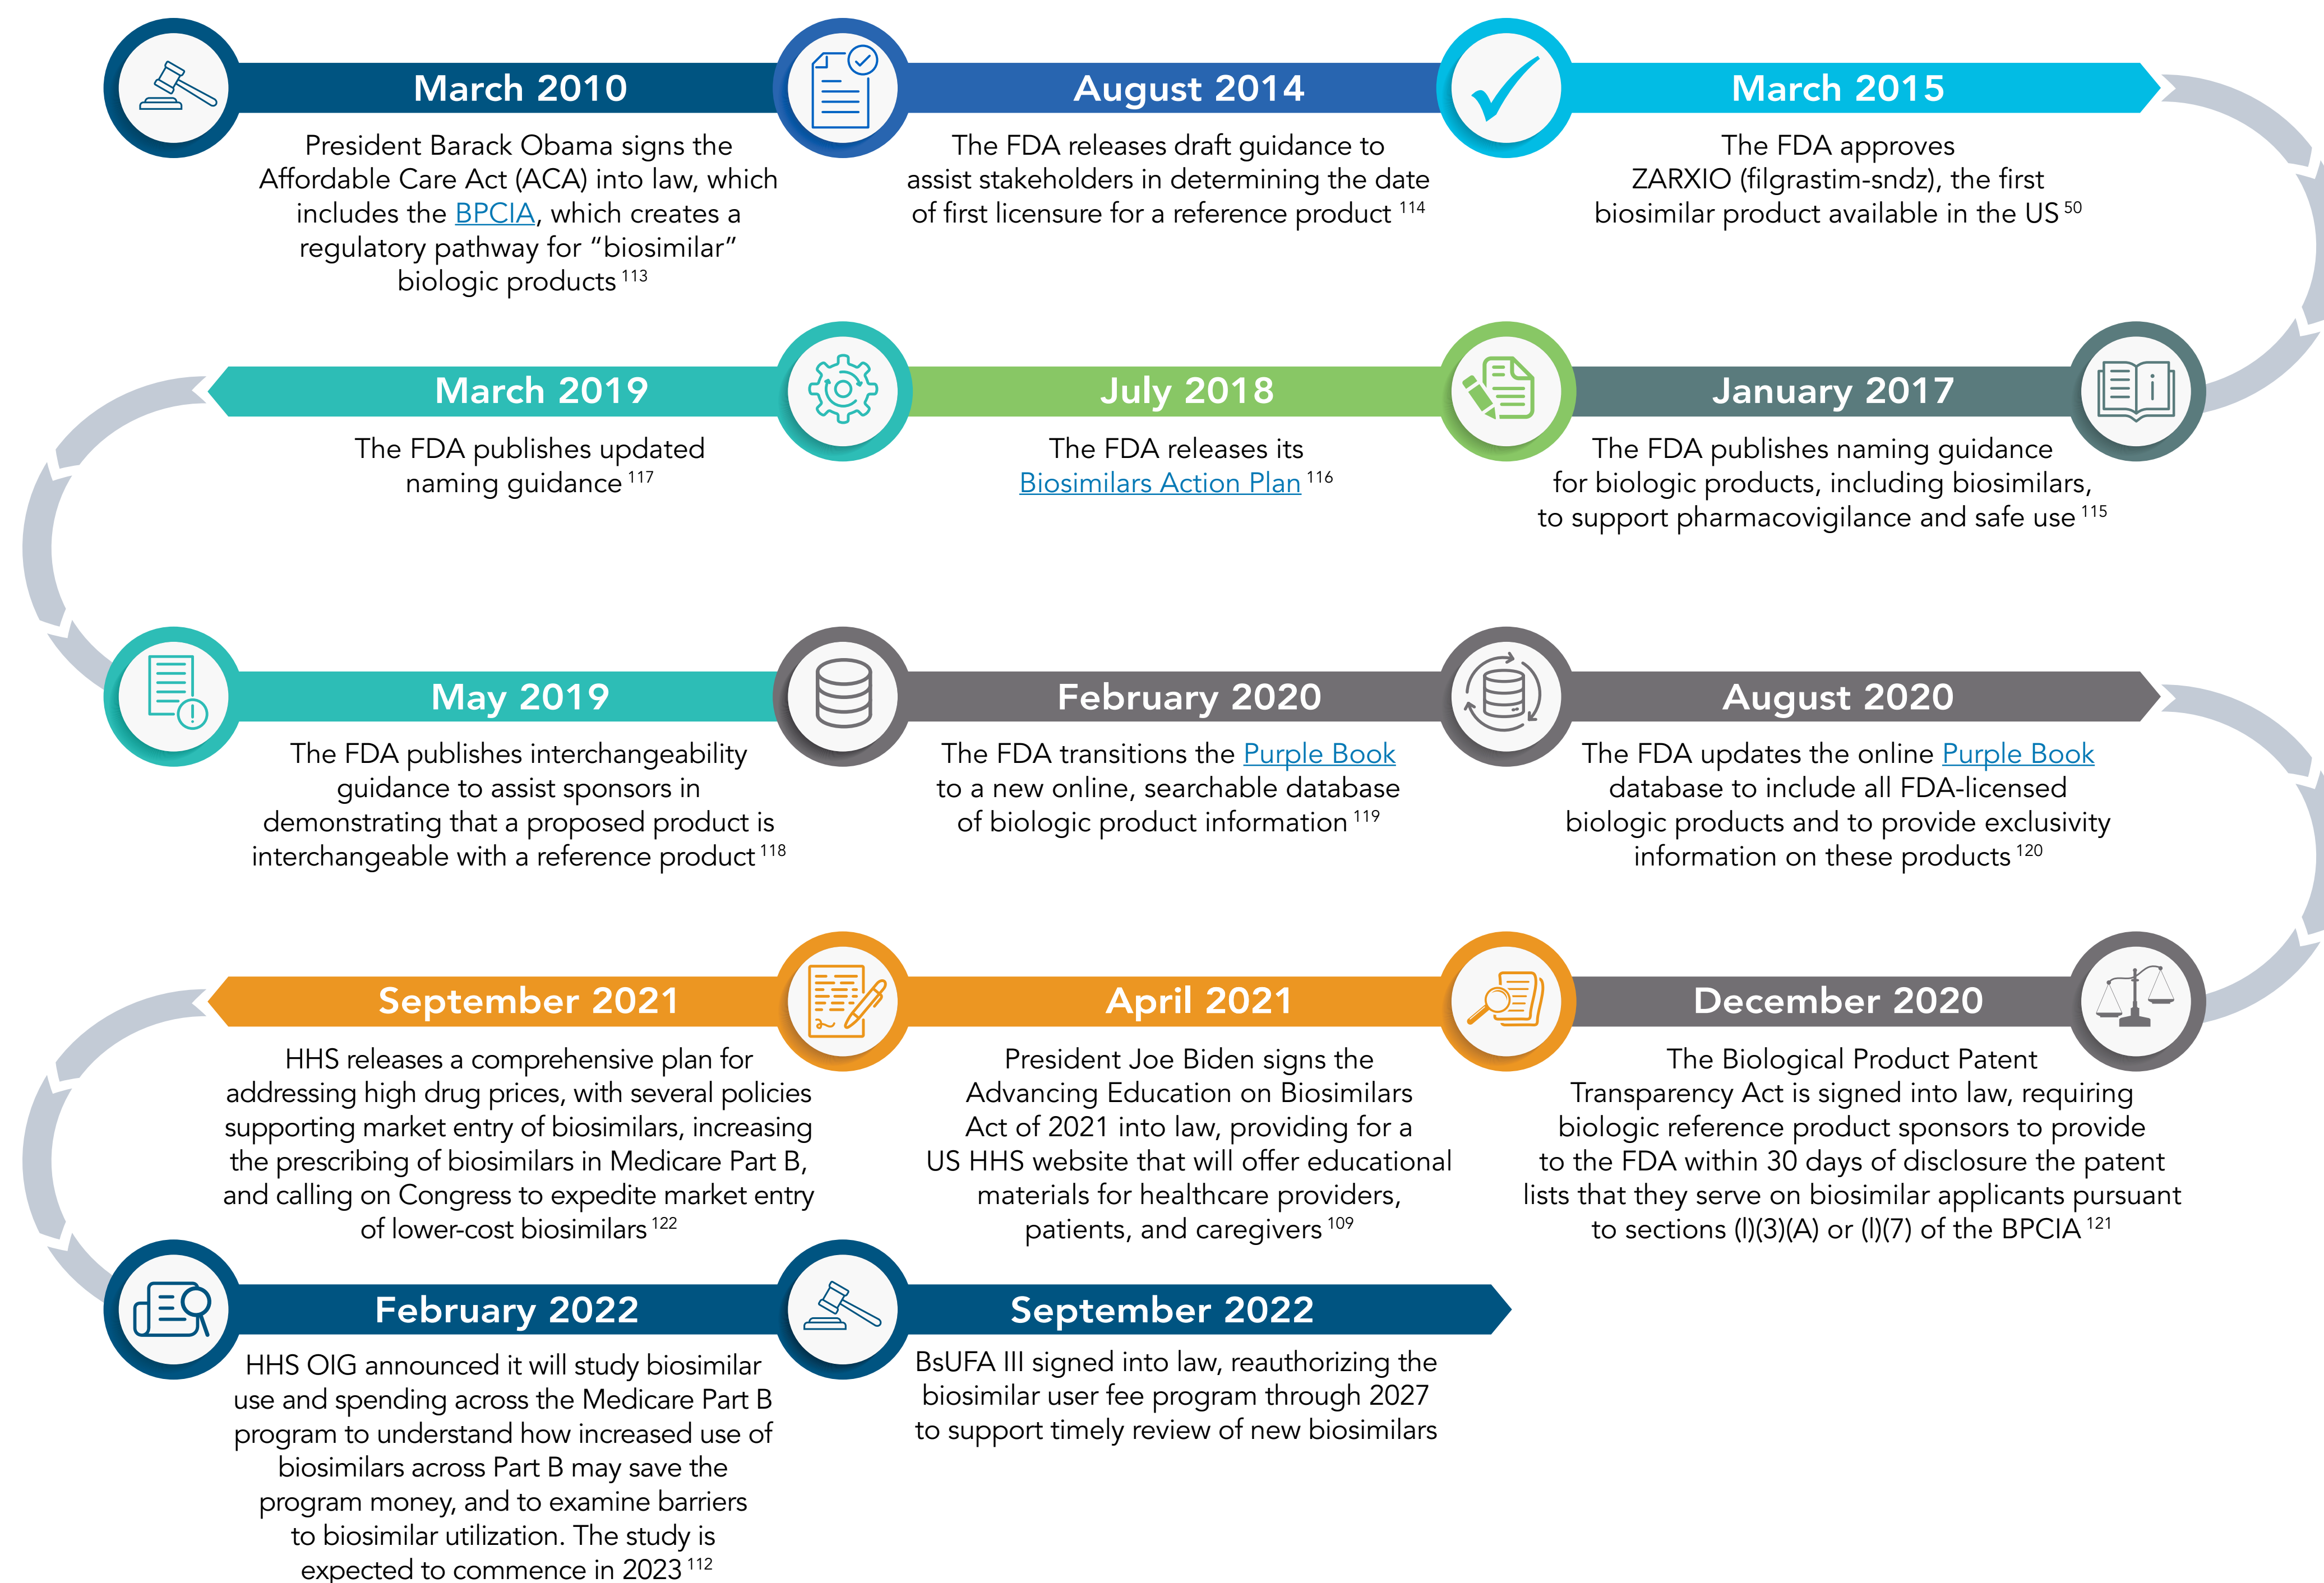 March 2010
President Barack Obama signs the
Affordable Care Act (ACA) into law, which
includes the BPCIA, which creates a
regulatory pathway for “biosimilar”
biologic products 113
August 2014
The FDA releases draft guidance to
assist stakeholders in determining the date
of first licensure for a reference product 114
March 2015
The FDA approves
ZARXIO (filgrastim-sndz), the first
biosimilar product available in the US 50
January 2017
The FDA publishes naming guidance
for biologic products, including biosimilars,
to support pharmacovigilance and safe use 115
July 2018
The FDA releases its
Biosimilars Action Plan 116
March 2019
The FDA publishes updated
naming guidance 117
May 2019
The FDA publishes interchangeability
guidance to assist sponsors in
demonstrating that a proposed product is
interchangeable with a reference product 118
February 2020
The FDA transitions the Purple Book
to a new online, searchable database
of biologic product information 119
August 2020
The FDA updates the online Purple Book
database to include all FDA-licensed
biologic products and to provide exclusivity
information on these products 120
December 2020
The Biological Product Patent
Transparency Act is signed into law, requiring
biologic reference product sponsors to provide
to the FDA within 30 days of disclosure the patent
lists that they serve on biosimilar applicants pursuant
to sections (l)(3)(A) or (l)(7) of the BPCIA 121
April 2021
President Joe Biden signs the
Advancing Education on Biosimilars
Act of 2021 into law, providing for a
US HHS website that will offer educational
materials for healthcare providers,
patients, and caregivers 109
September 2021
HHS releases a comprehensive plan for
addressing high drug prices, with several policies
supporting market entry of biosimilars, increasing
the prescribing of biosimilars in Medicare Part B,
and calling on Congress to expedite market entry
of lower-cost biosimilars 122
February 2022
HHS OIG announced it will study biosimilar
use and spending across the Medicare Part B
program to understand how increased use of
biosimilars across Part B may save the
program money, and to examine barriers
to biosimilar utilization. The study is
expected to commence in 2023 112
September 2022
BsUFA III signed into law, reauthorizing the
biosimilar user fee program through 2027
to support timely review of new biosimilars